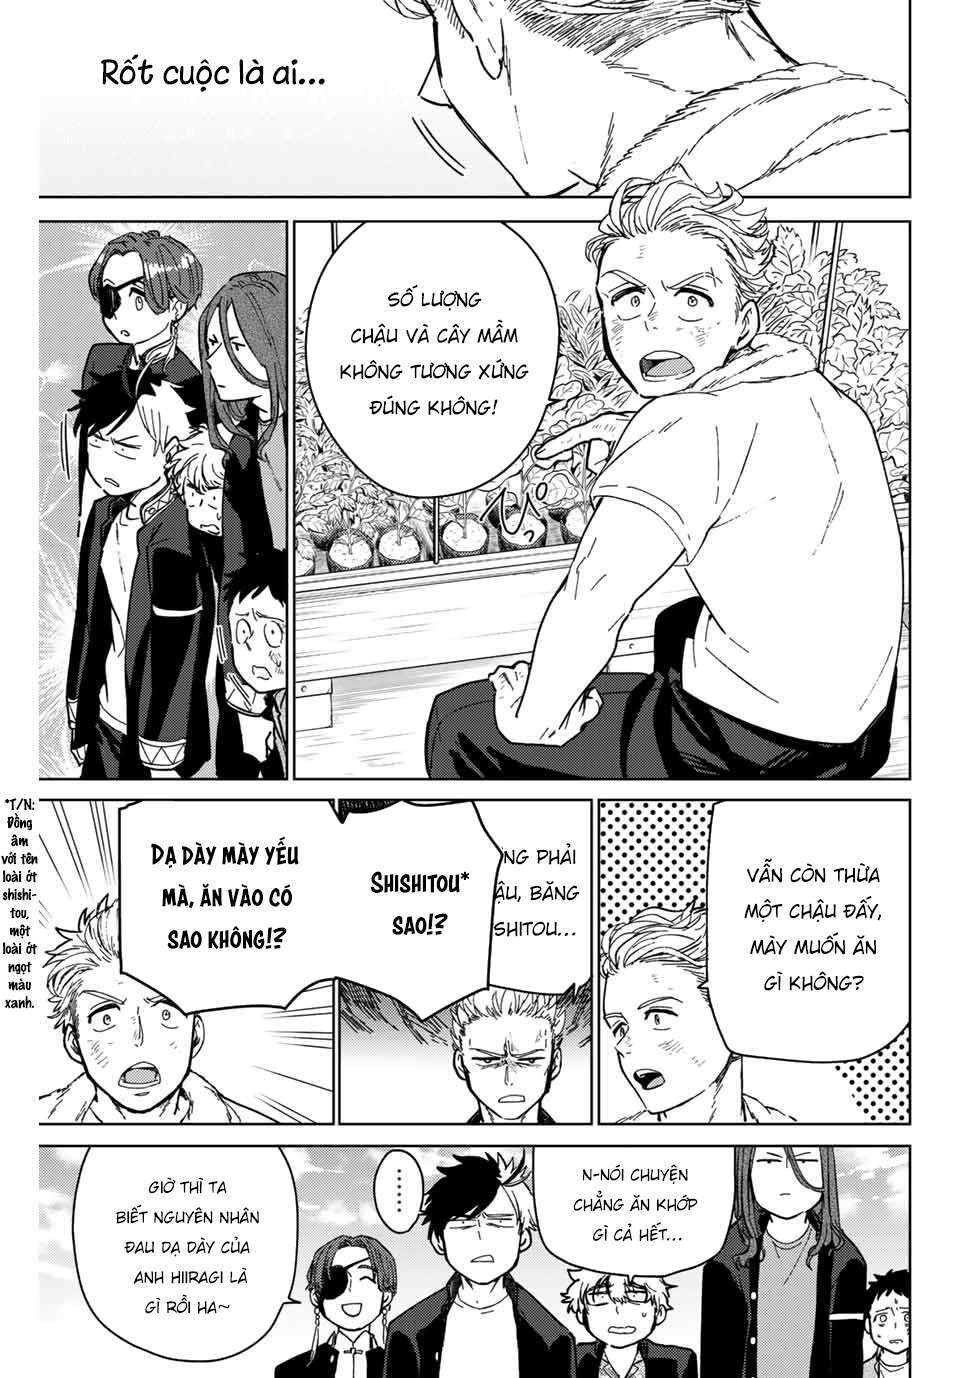 Rốt cuộc là ai...
SỐ LƯỢNG
CHẬU VÀ CÂY MẦM
KHÔNG TƯƠNG XỨNG
ĐÚNG KHÔNG!
ピク
VẪN CÒN THỪA
MỘT CHẬU ĐẤY,
MÀY MUỐN ĂN
GÌ KHÔNG?
NG PHẢI
ẬU, BĂNG
SHITOU...
SHISHITOU*
SAO!?
DẠ DÀY MÀY YẾU
MÀ, ĂN VÀO CÓ
SAO KHÔNG!?
*T/N:
Đồng
âm
với tên
loài ớt
shishi-
tou,
một
loài ớt
ngọt
màu
xanh.
N-NÓI CHUYỆN
CHẲNG ĂN KHỚP
GÌ CẢ HẾT...
........
GIỜ THÌ TA
BIẾT NGUYÊN NHÂN
ĐAU DẠ DÀY CỦA
ANH HIIRAGI LÀ
GÌ RỒI HA~